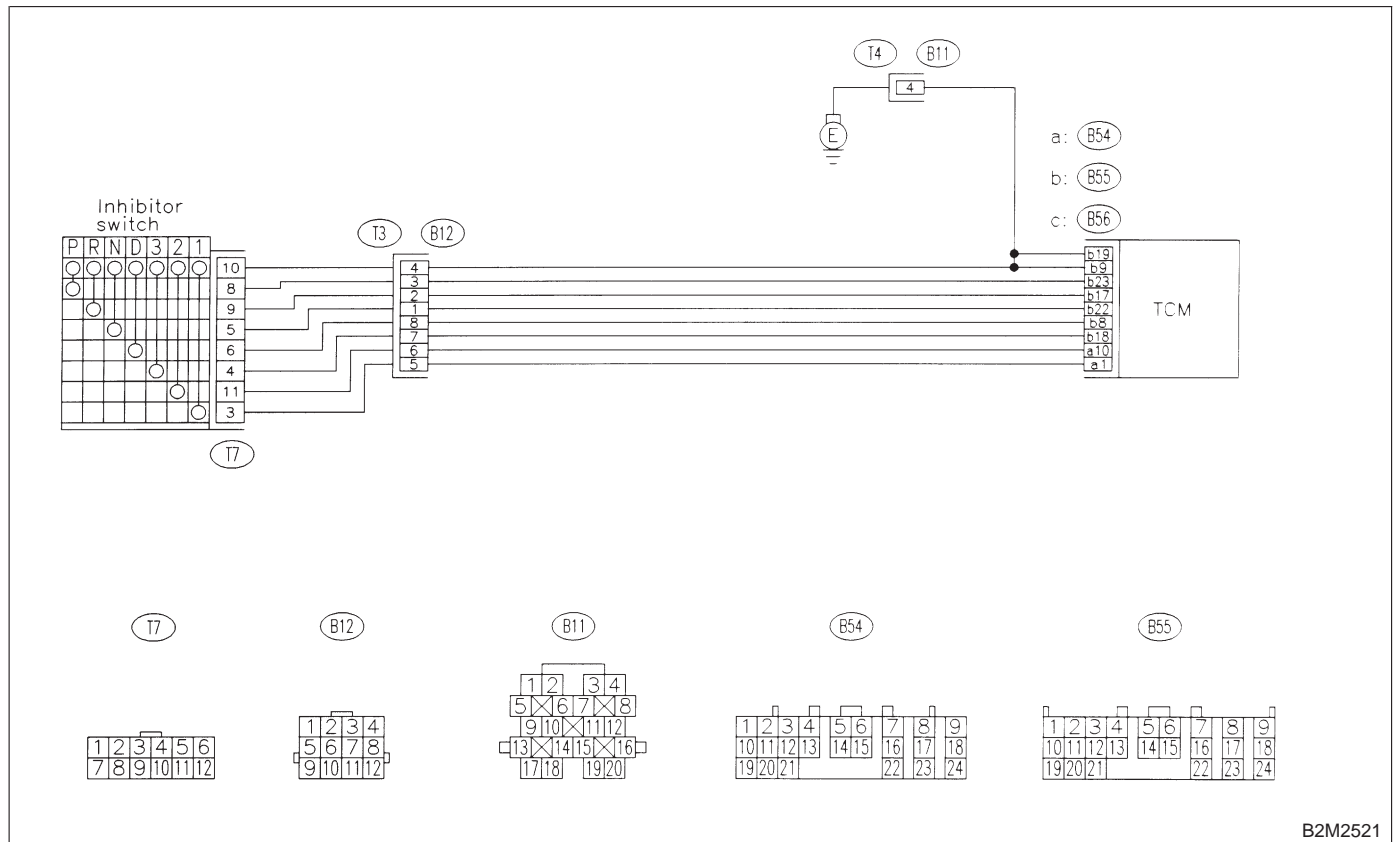 T4 B11
4
E
a: B54
b: B55
c: B56
Inhibitor
switch
P R N D 3 2 1
T3 B12
10
8
9
5
6
4
11
3
T7
4
3
2
1
8
7
6
5
b19
b9
b23
b17
b22
b8
b18
a10
a1
TCM
T7
1 2 3 4 5 6
7 8 9 10 11 12
B12
1 2 3 4
5 6 7 8
9 10 11 12
B11
1 2 3 4
5 6 7 8
9 10 11 12
13 14 15 16
17 18 19 20
B54
1 2 3 4 5 6 7 8 9
10 11 12 13 14 15 16 17 18
19 20 21 22 23 24
B55
1 2 3 4 5 6 7 8 9
10 11 12 13 14 15 16 17 18
19 20 21 22 23 24
B2M2521